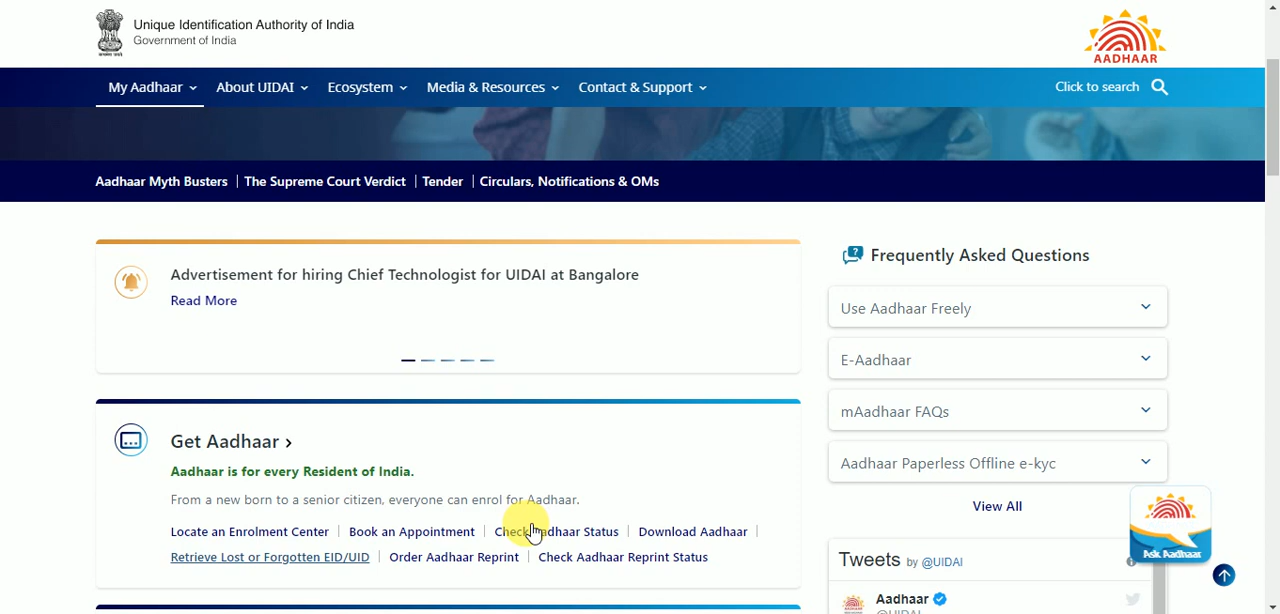 Unique Identification Authority of India
Government of India
AADHAAR
My Aadhaar About UIDAI Ecosystem Media & Resources Contact & Support Click to search
Aadhaar Myth Busters | The Supreme Court Verdict | Tender | Circulars, Notifications & OMs
Advertisement for hiring Chief Technologist for UIDAI at Bangalore
Read More
Get Aadhaar >
Aadhaar is for every Resident of India.
From a new born to a senior citizen, everyone can enrol for Aadhaar.
Locate an Enrolment Center | Book an Appointment | Check Aadhaar Status | Download Aadhaar |
Retrieve Lost or Forgotten EID/UID | Order Aadhaar Reprint | Check Aadhaar Reprint Status
Frequently Asked Questions
Use Aadhaar Freely
E-Aadhaar
mAadhaar FAQs
Aadhaar Paperless Offline e-kyc
View All
Ask Aadhaar
Tweets by @UIDAI
Aadhaar
@UIDAI